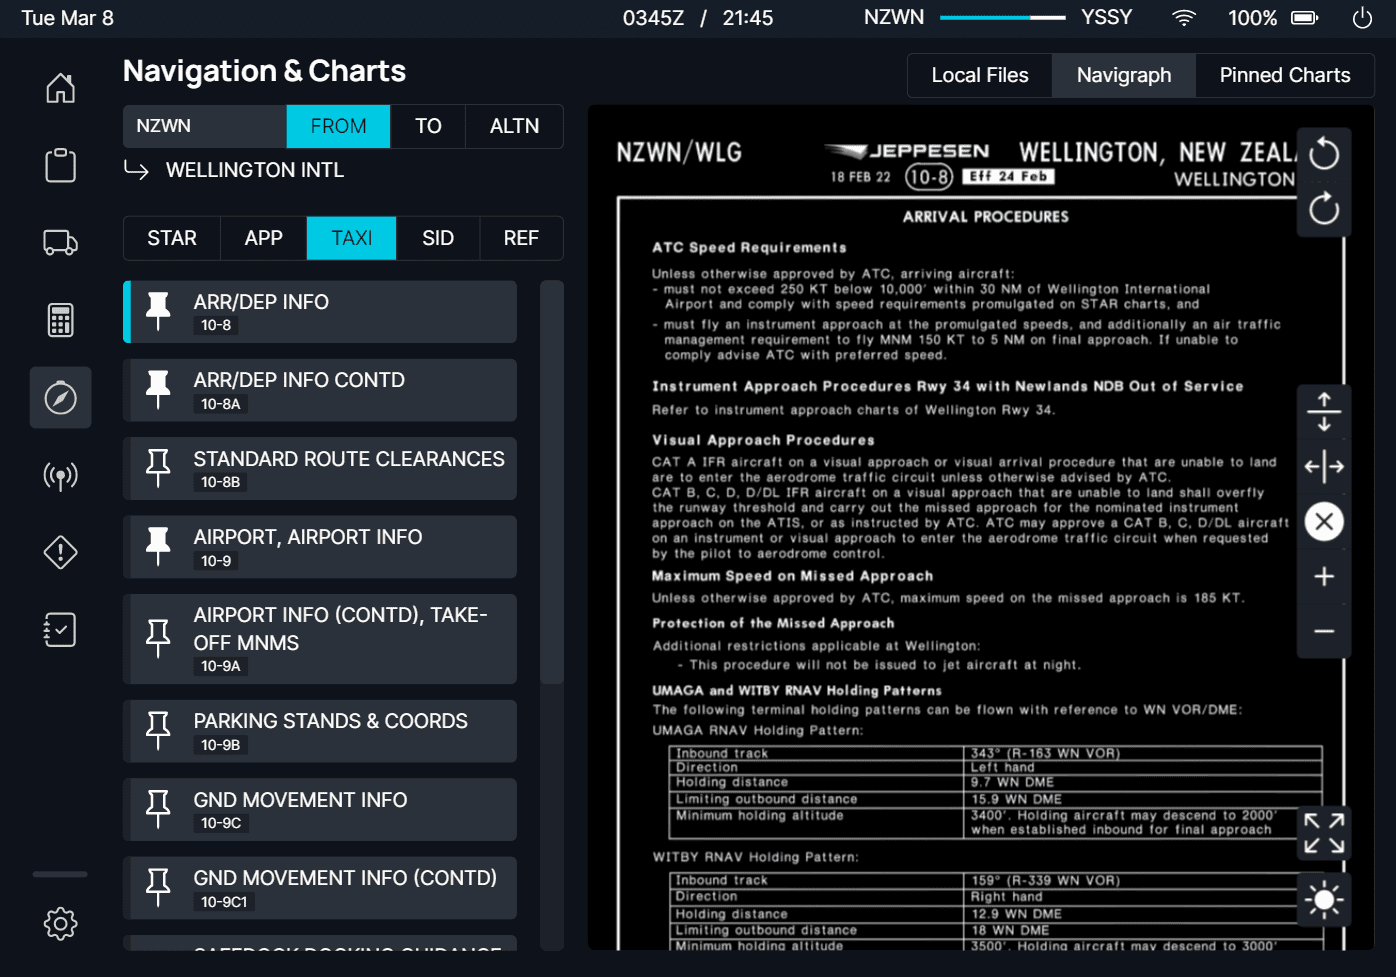 Tue Mar 8
0345Z / 21:45
NZWN
YSSY
100%
Navigation & Charts
Local Files
Navigraph
Pinned Charts
NZWN
FROM
TO
ALTN
WELLINGTON INTL
STAR
APP
TAXI
SID
REF
ARR/DEP INFO
10-8
ARR/DEP INFO CONTD
10-8A
STANDARD ROUTE CLEARANCES
10-8B
AIRPORT, AIRPORT INFO
10-9
AIRPORT INFO (CONTD), TAKE-
OFF MNMS
10-9A
PARKING STANDS & COORDS
10-9B
GND MOVEMENT INFO
10-9C
GND MOVEMENT INFO (CONTD)
10-9C1
NZWN/WLG
JEPPESEN
WELLINGTON, NEW ZEAL
18 FEB 22
10-8
Eff 24 Feb
WELLINGTON
ARRIVAL PROCEDURES
ATC Speed Requirements
Unless otherwise approved by ATC, arriving aircraft:
- must not exceed 250 KT below 10,000' within 30 NM of Wellington International
Airport and comply with speed requirements promulgated on STAR charts, and
- must fly an instrument approach at the promulgated speeds, and additionally an air traffic
management requirement to fly MNM 150 KT to 5 NM on final approach. If unable to
comply advise ATC with preferred speed.
Instrument Approach Procedures Rwy 34 with Newlands NDB Out of Service
Refer to instrument approach charts of Wellington Rwy 34.
Visual Approach Procedures
CAT A IFR aircraft on a visual approach or visual arrival procedure that are unable to land
are to enter the aerodrome traffic circuit unless otherwise advised by ATC.
CAT B, C, D, D/DL IFR aircraft on a visual approach that are unable to land shall overfly
the runway threshold and carry out the missed approach for the nominated instrument
approach on the ATIS, or as instructed by ATC. ATC may approve a CAT B, C, D/DL aircraft
on an instrument or visual approach to enter the aerodrome traffic circuit when requested
by the pilot to aerodrome control.
Maximum Speed on Missed Approach
Unless otherwise approved by ATC, maximum speed on the missed approach is 185 KT.
Protection of the Missed Approach
Additional restrictions applicable at Wellington:
- This procedure will not be issued to jet aircraft at night.
UMAGA and WITBY RNAV Holding Patterns
The following terminal holding patterns can be flown with reference to WN VOR/DME:
UMAGA RNAV Holding Pattern:
Inbound track 343° (R-163 WN VOR)
Direction Left hand
Holding distance 9.7 WN DME
Limiting outbound distance 15.9 WN DME
Minimum holding altitude 3400'. Holding aircraft may descend to 2000'
when established inbound for final approach
WITBY RNAV Holding Pattern:
Inbound track 159° (R-339 WN VOR)
Direction Right hand
Holding distance 12.9 WN DME
Limiting outbound distance 18 WN DME
Minimum holding altitude 3500'. Holding aircraft may descend to 3000'